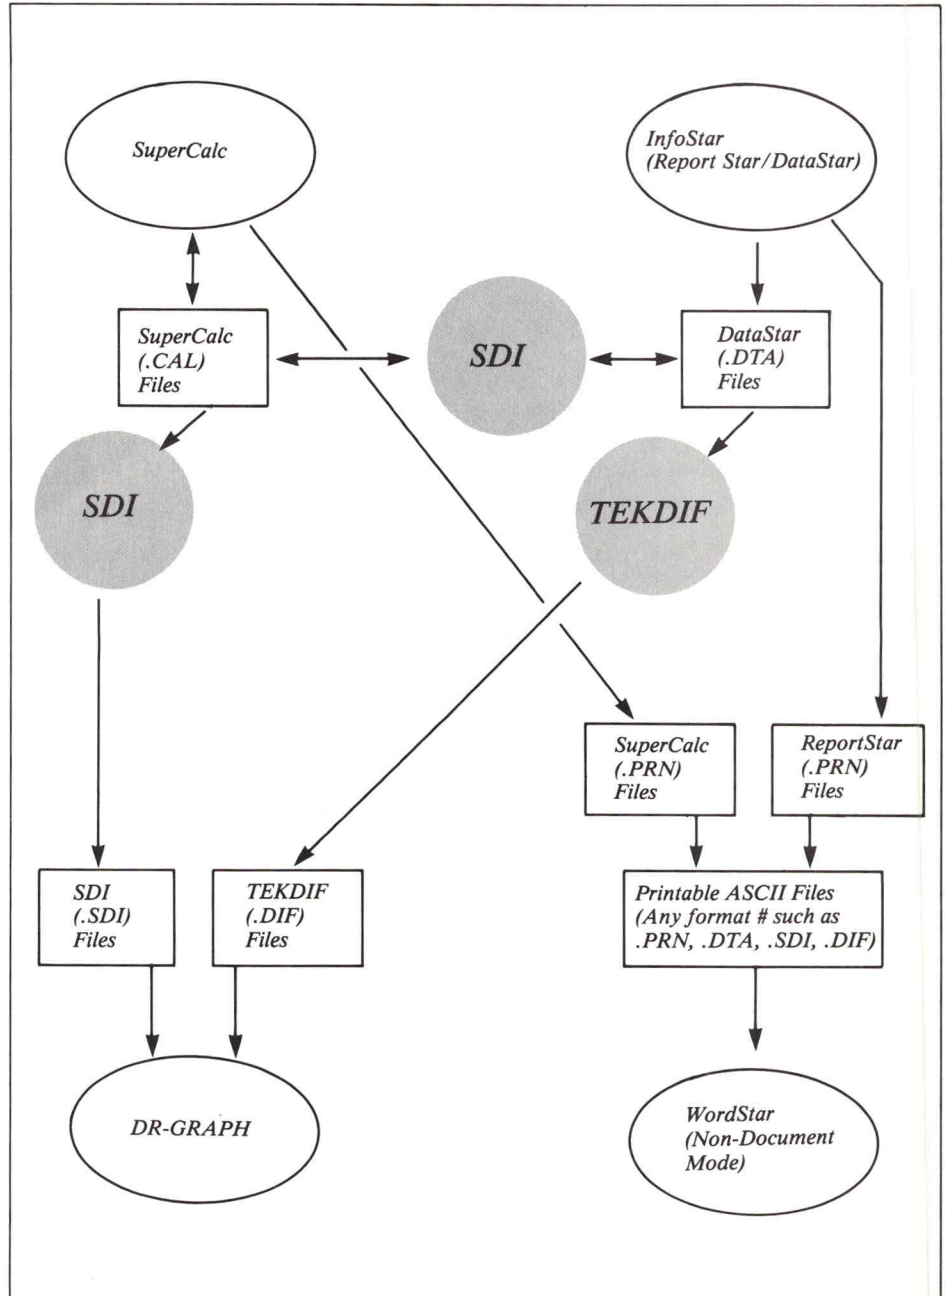 SuperCalc
InfoStar
(Report Star/DataStar)
SuperCalc
(.CAL)
Files
SDI
DataStar
(.DTA)
Files
SDI
TEKDIF
SuperCalc
(.PRN)
Files
ReportStar
(.PRN)
Files
SDI
(.SDI)
Files
TEKDIF
(.DIF)
Files
Printable ASCII Files
(Any format # such as
.PRN, .DTA, .SDI, .DIF)
DR-GRAPH
WordStar
(Non-Document
Mode)